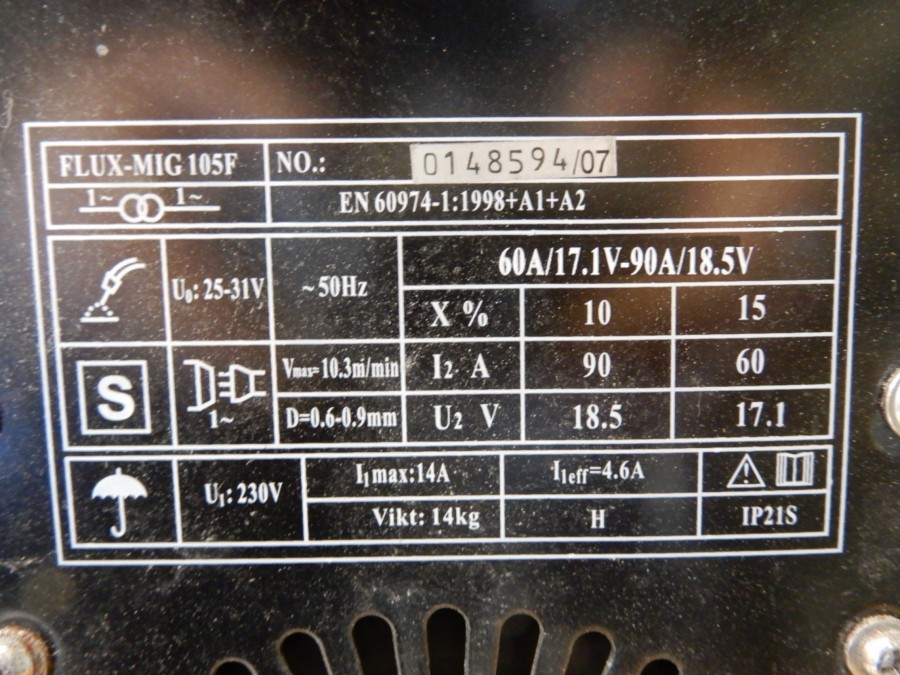 FLUX-MIG 105F NO.: 0148594/07
1~ 1~ EN 60974-1:1998+A1+A2
U₀: 25-31V ~50Hz 60A/17.1V-90A/18.5V
X % 10 15
S 1~ Vmax=10.3m/min I2 A 90 60
D=0.6-0.9mm U2 V 18.5 17.1
U₁: 230V I₁max:14A I₁eff=4.6A
Vikt: 14kg H IP21S